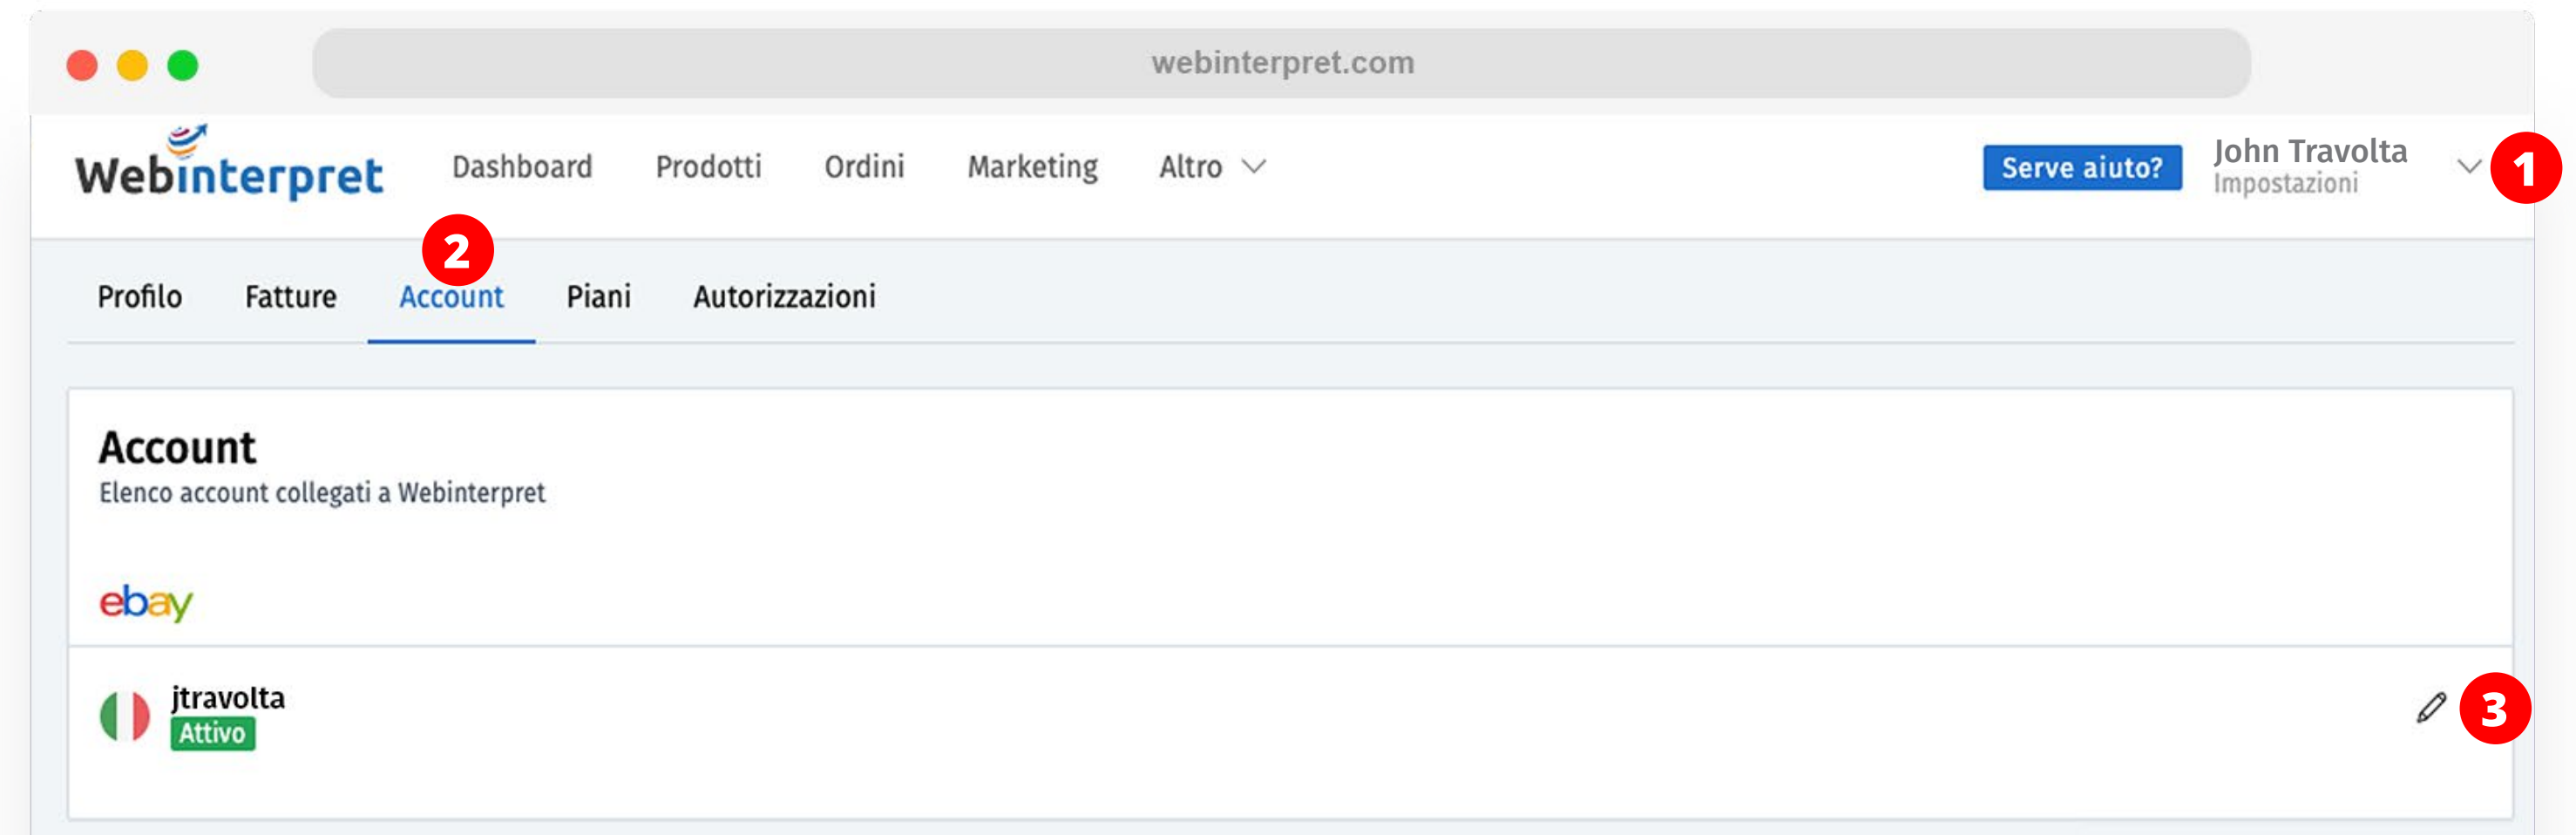 webinterpret.com
Webinterpret Dashboard Prodotti Ordini Marketing Altro Serve aiuto? John Travolta 1
Impostazioni
2
Profilo Fatture Account Piani Autorizzazioni
Account
Elenco account collegati a Webinterpret
ebay
jtravolta
Attivo
3